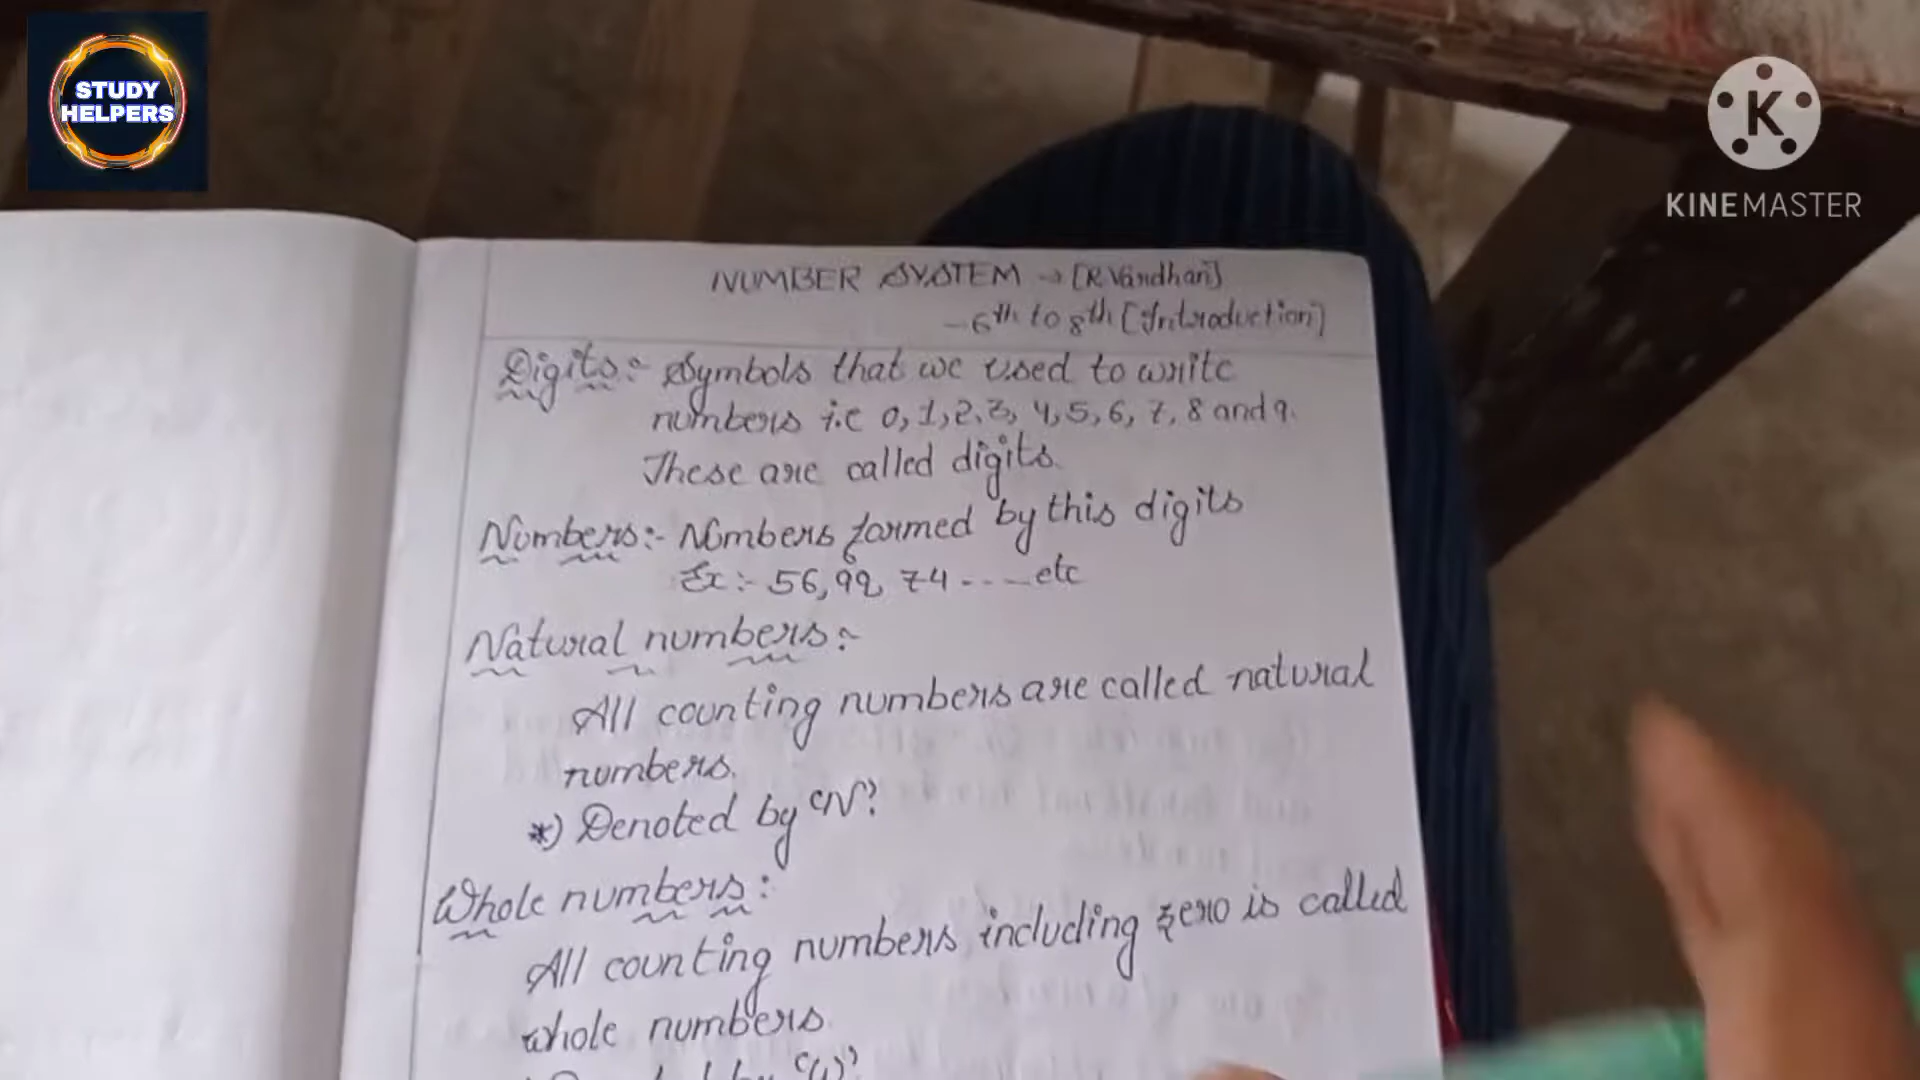 STUDY
HELPERS
KINEMASTER
NUMBER SYSTEM → [R.Vardhan]
- 6th to 8th [Introduction]
Digits:- Symbols that we used to write
numbers i.e 0, 1, 2, 3, 4, 5, 6, 7, 8 and 9.
These are called digits.
Numbers:- Numbers formed by this digits
Ex:- 56, 92, 74 ---- etc
Natural numbers:-
All counting numbers are called natural
numbers.
*) Denoted by 'N'
Whole numbers:
All counting numbers including zero is called
whole numbers.
by 'W'